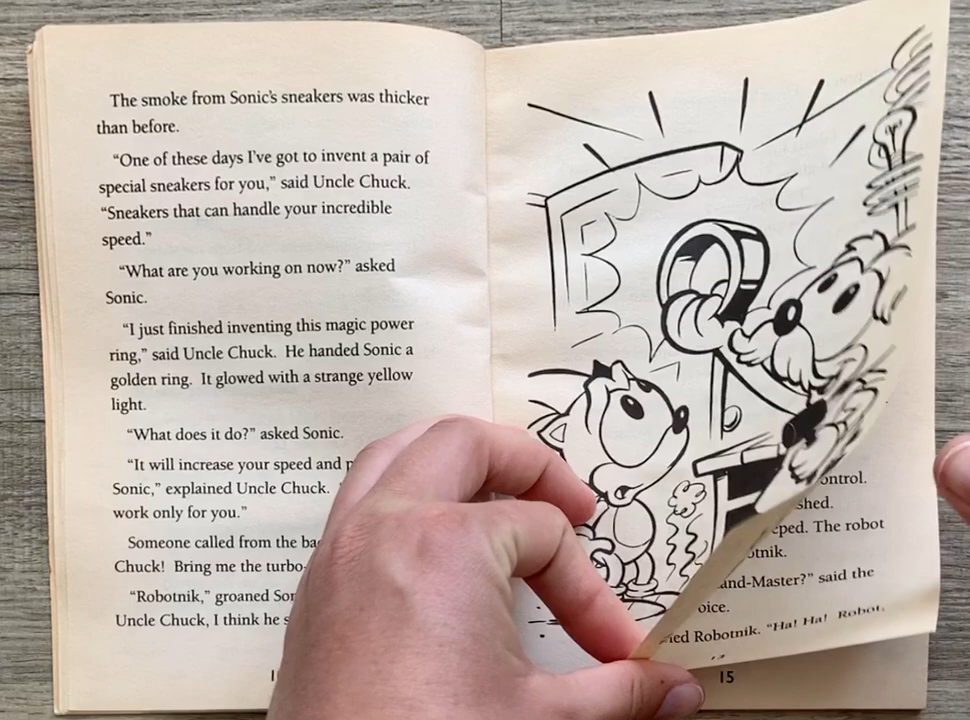 The smoke from Sonic's sneakers was thicker
than before.
"One of these days I've got to invent a pair of
special sneakers for you," said Uncle Chuck.
"Sneakers that can handle your incredible
speed."
"What are you working on now?" asked
Sonic.
"I just finished inventing this magic power
ring," said Uncle Chuck. He handed Sonic a
golden ring. It glowed with a strange yellow
light.
"What does it do?" asked Sonic.
"It will increase your speed and
Sonic," explained Uncle Chuck.
work only for you."
Someone called from the
Chuck! Bring me the turbo-
"Robotnik," groaned
Uncle Chuck, I think he
ontrol.
shed.
eped. The robot
otnik.
and-Master?" said the
oice.
ied Robotnik. "Ha! Ha! Robot
15